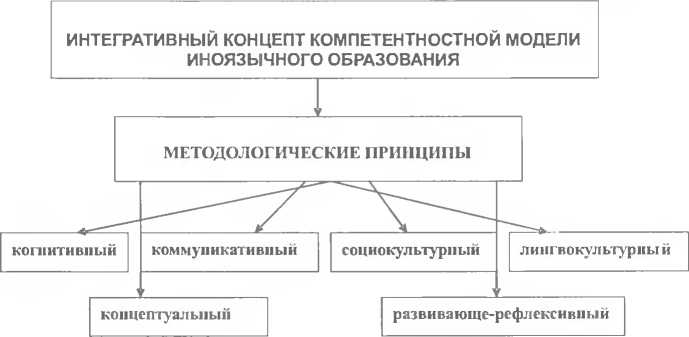 ИНТЕГРАТИВНЫЙ КОНЦЕПТ КОМПЕТЕНТНОСТНОЙ МОДЕЛИ
ИНОЯЗЫЧНОГО ОБРАЗОВАНИЯ
МЕТОДОЛОГИЧЕСКИЕ ПРИНЦИПЫ
когнитивный
коммуникативный
социокультурный
лингвокультурный
концептуальный
развивающе-рефлексивный